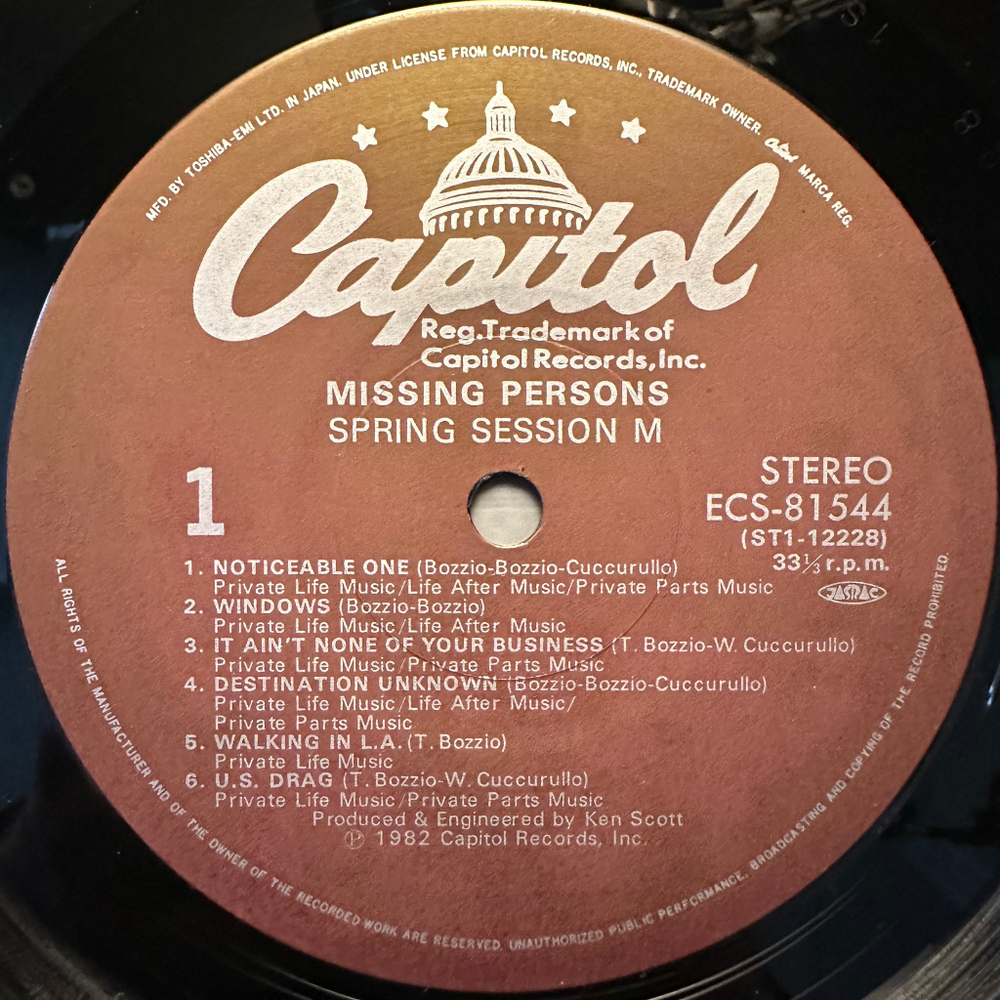 MFD. BY TOSHIBA-EMI LTD. IN JAPAN. UNDER LICENSE FROM CAPITOL RECORDS, INC., TRADEMARK OWNER. Capitol MARCA REG.
Capitol
Reg.Trademark of
Capitol Records,Inc.
MISSING PERSONS
SPRING SESSION M
1
STEREO
ECS-81544
(ST1-12228)
33⅓ r.p.m.
JASRAC
1. NOTICEABLE ONE (Bozzio-Bozzio-Cuccurullo)
Private Life Music/Life After Music/Private Parts Music
2. WINDOWS (Bozzio-Bozzio)
Private Life Music/Life After Music
3. IT AIN'T NONE OF YOUR BUSINESS (T. Bozzio-W. Cuccurullo)
Private Life Music/Private Parts Music
4. DESTINATION UNKNOWN (Bozzio-Bozzio-Cuccurullo)
Private Life Music/Life After Music/
Private Parts Music
5. WALKING IN L.A. (T. Bozzio)
Private Life Music
6. U.S. DRAG (T. Bozzio-W. Cuccurullo)
Private Life Music/Private Parts Music
Produced & Engineered by Ken Scott
℗ 1982 Capitol Records, Inc.
ALL RIGHTS OF THE MANUFACTURER AND OF THE OWNER OF THE RECORDED WORK ARE RESERVED. UNAUTHORIZED PUBLIC PERFORMANCE, BROADCASTING AND COPYING OF THE RECORD PROHIBITED.